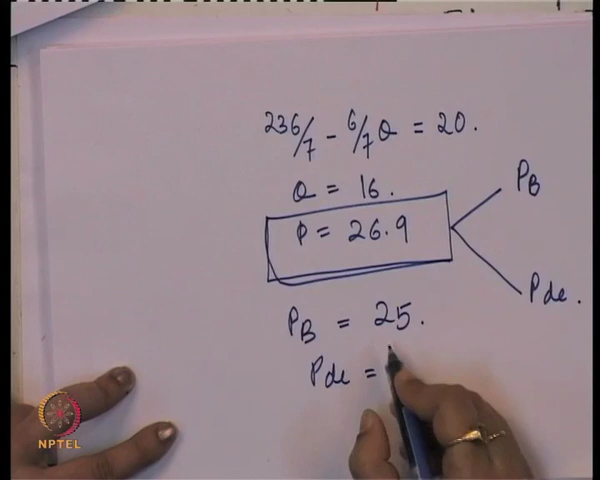 236/7 - 6/7 Q = 20.
Q = 16.
P = 26.9
PB
Pde.
PB = 25.
Pde =
NPTEL